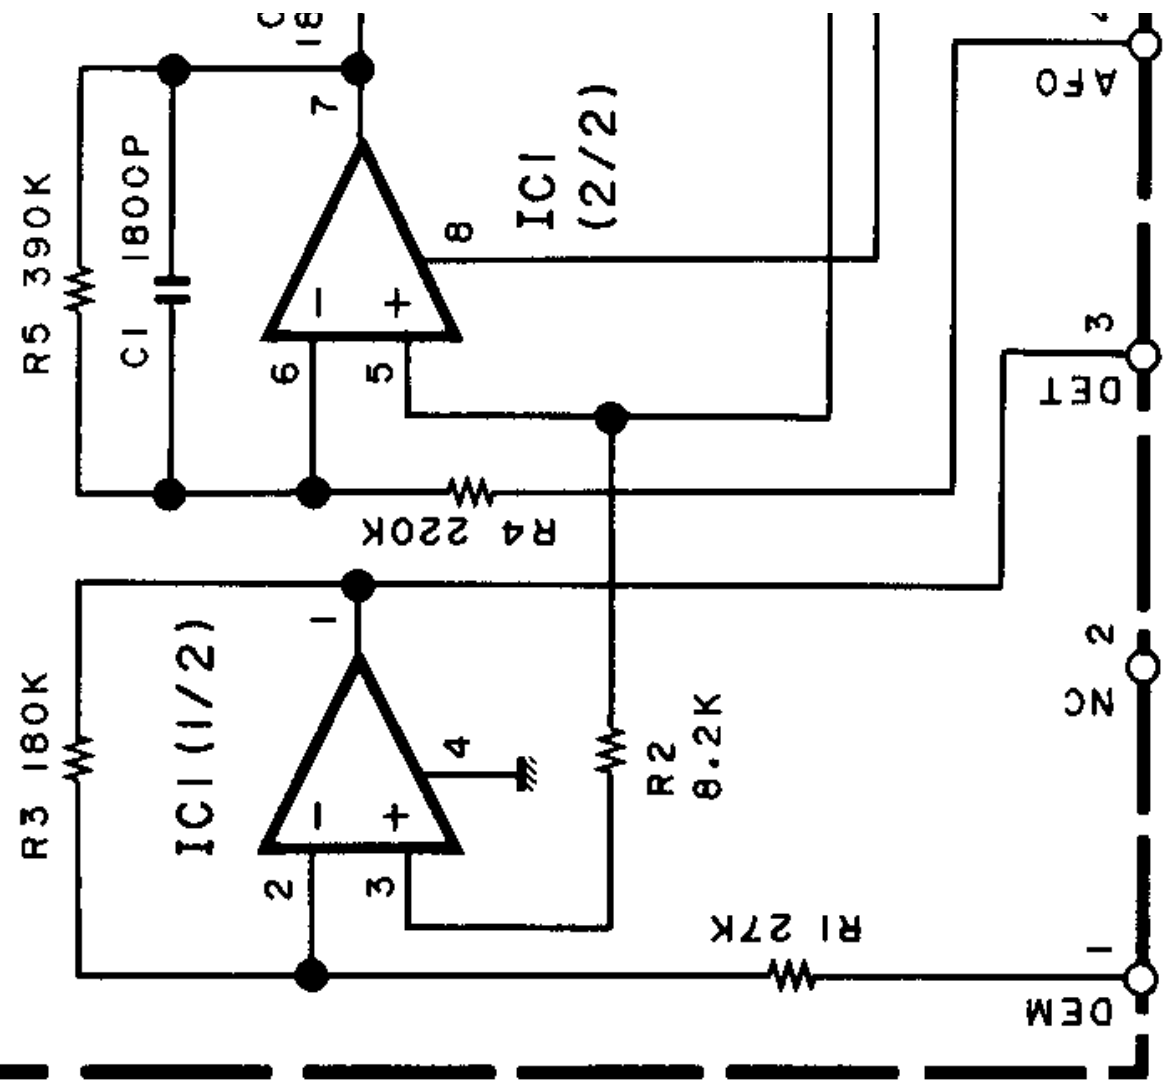 18
7
AFO
R5 390K
C1 1800P
IC1
(2/2)
8
−
+
6
5
3
DET
R4 220K
1
IC1(1/2)
2
NC
R3 180K
4
R2
8.2K
−
+
2
3
R1 27K
1
DEM